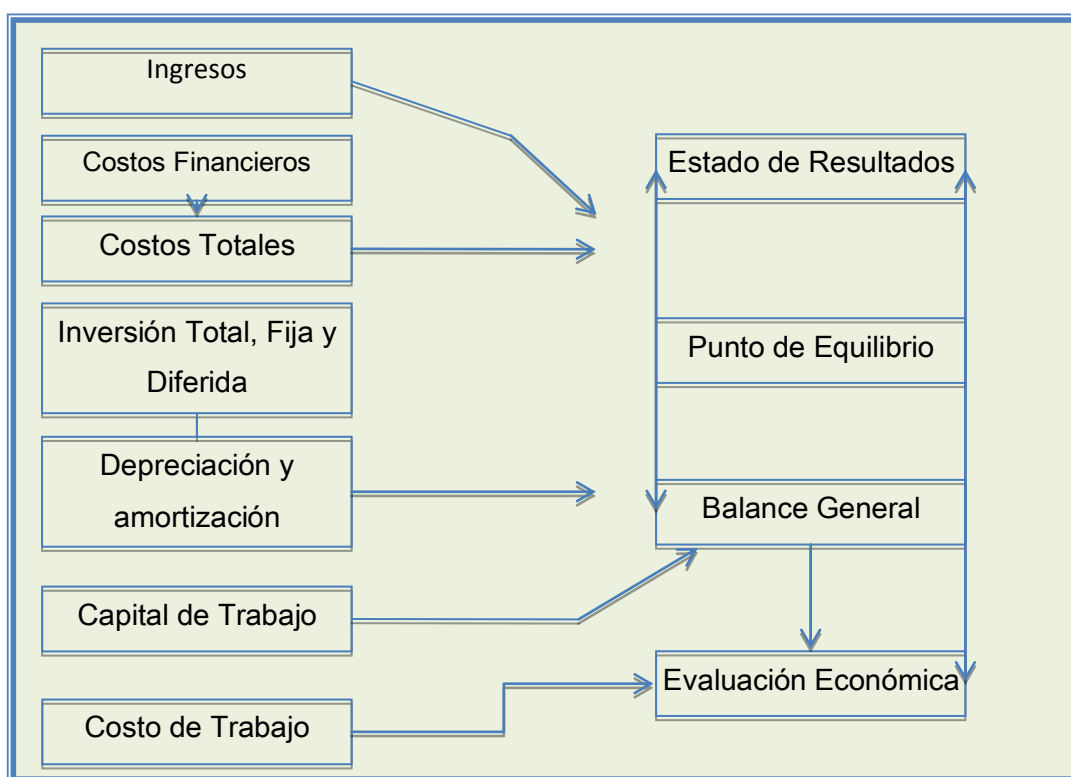 Ingresos
Costos Financieros
Costos Totales
Inversión Total, Fija y
Diferida
Depreciación y
amortización
Capital de Trabajo
Costo de Trabajo
Estado de Resultados
Punto de Equilibrio
Balance General
Evaluación Económica